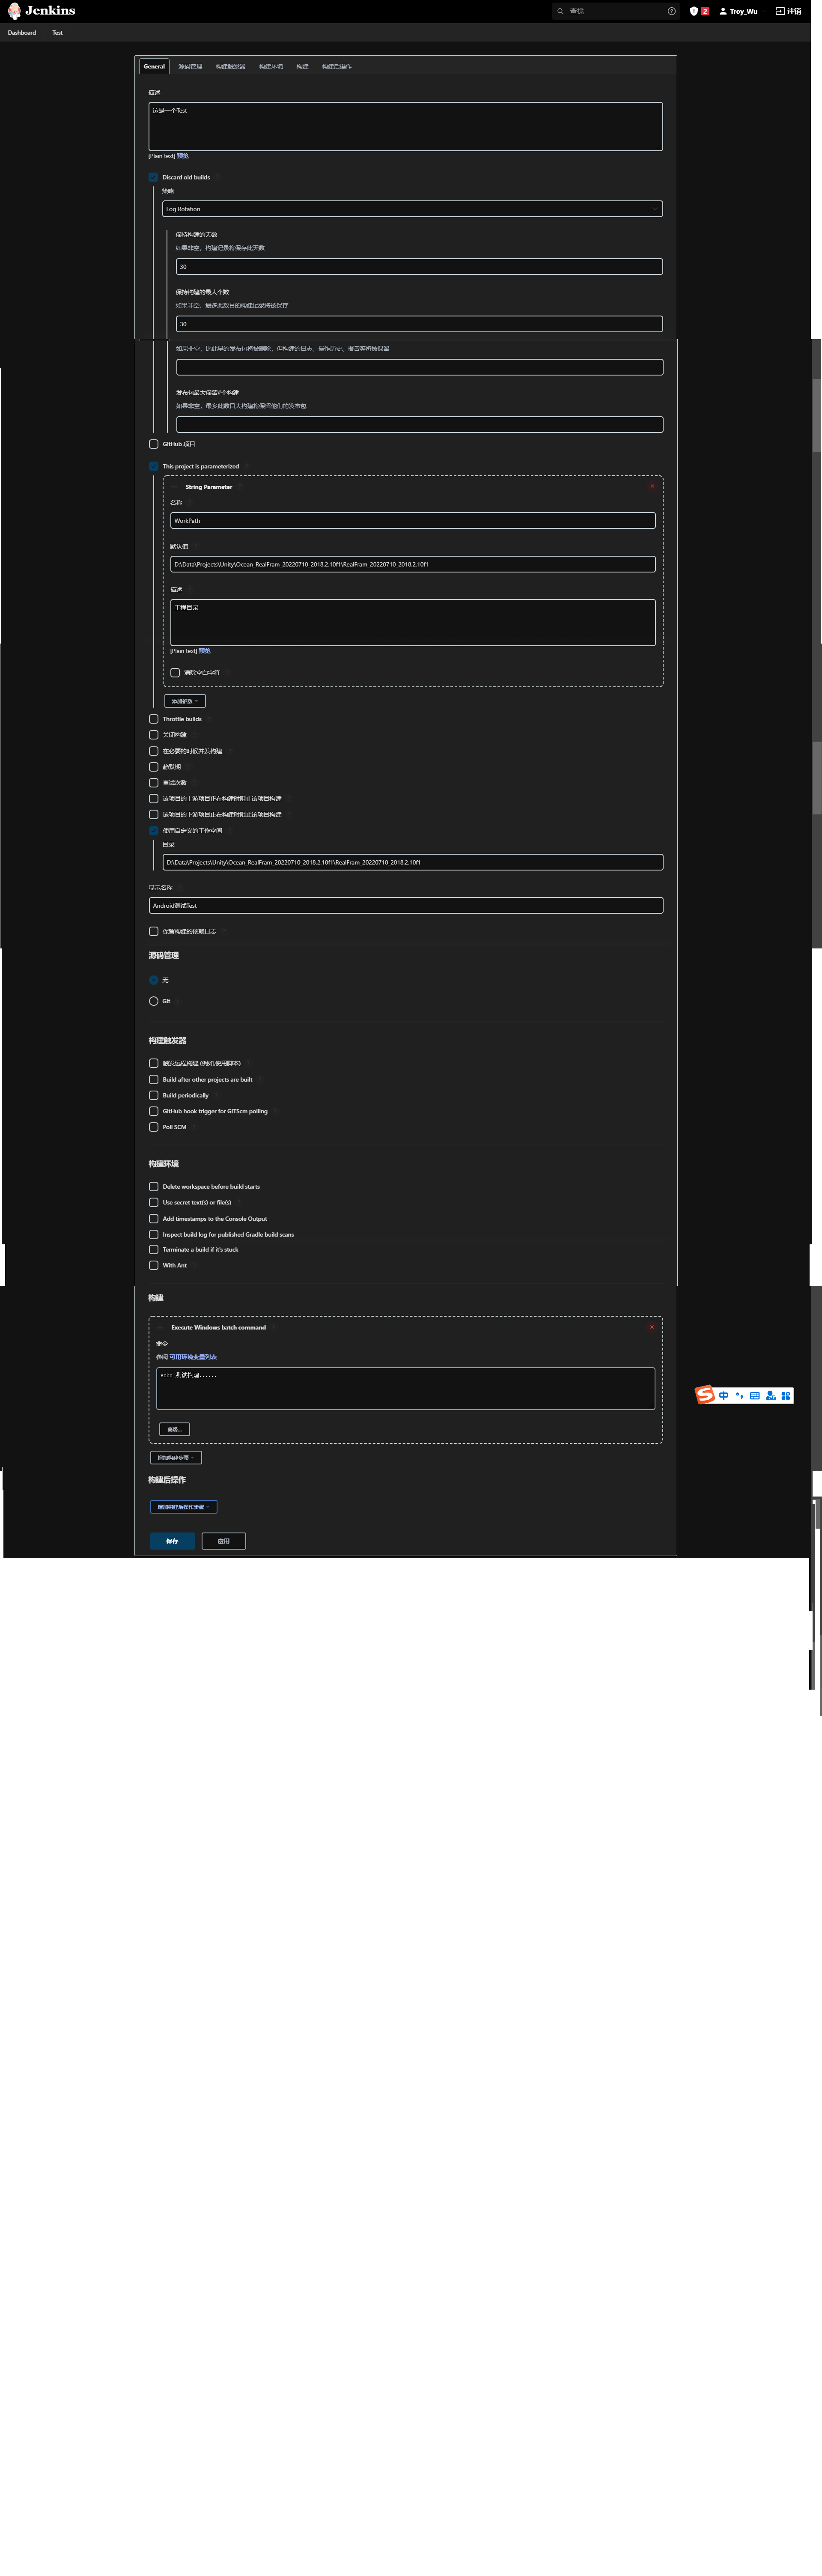 Jenkins
查找
2
Troy_Wu
注销
Dashboard Test
General 源码管理 构建触发器 构建环境 构建 构建后操作
描述
这是一个Test
[Plain text] 预览
Discard old builds
策略
Log Rotation
保持构建的天数
如果非空，构建记录将保存此天数
30
保持构建的最大个数
如果非空，最多此数目的构建记录将被保存
30
如果非空，比此早的发布包将被删除，但构建的日志、操作历史、报告等将被保留
发布包最大保留#个构建
如果非空，最多此数目大构建将保留他们的发布包
GitHub 项目
This project is parameterized
String Parameter
名称
WorkPath
默认值
D:\Data\Projects\Unity\Ocean_RealFram_20220710_2018.2.10f1\RealFram_20220710_2018.2.10f1
描述
工程目录
[Plain text] 预览
清除空白字符
添加参数
Throttle builds
关闭构建
在必要的时候并发构建
静默期
重试次数
该项目的上游项目正在构建时阻止该项目构建
该项目的下游项目正在构建时阻止该项目构建
使用自定义的工作空间
目录
D:\Data\Projects\Unity\Ocean_RealFram_20220710_2018.2.10f1\RealFram_20220710_2018.2.10f1
显示名称
Android测试Test
保留构建的依赖日志
源码管理
无
Git
构建触发器
触发远程构建 (例如,使用脚本)
Build after other projects are built
Build periodically
GitHub hook trigger for GITScm polling
Poll SCM
构建环境
Delete workspace before build starts
Use secret text(s) or file(s)
Add timestamps to the Console Output
Inspect build log for published Gradle build scans
Terminate a build if it's stuck
With Ant
构建
Execute Windows batch command
命令
参阅 可用环境变量列表
echo 测试构建......
中
高级...
增加构建步骤
构建后操作
增加构建后操作步骤
保存 应用